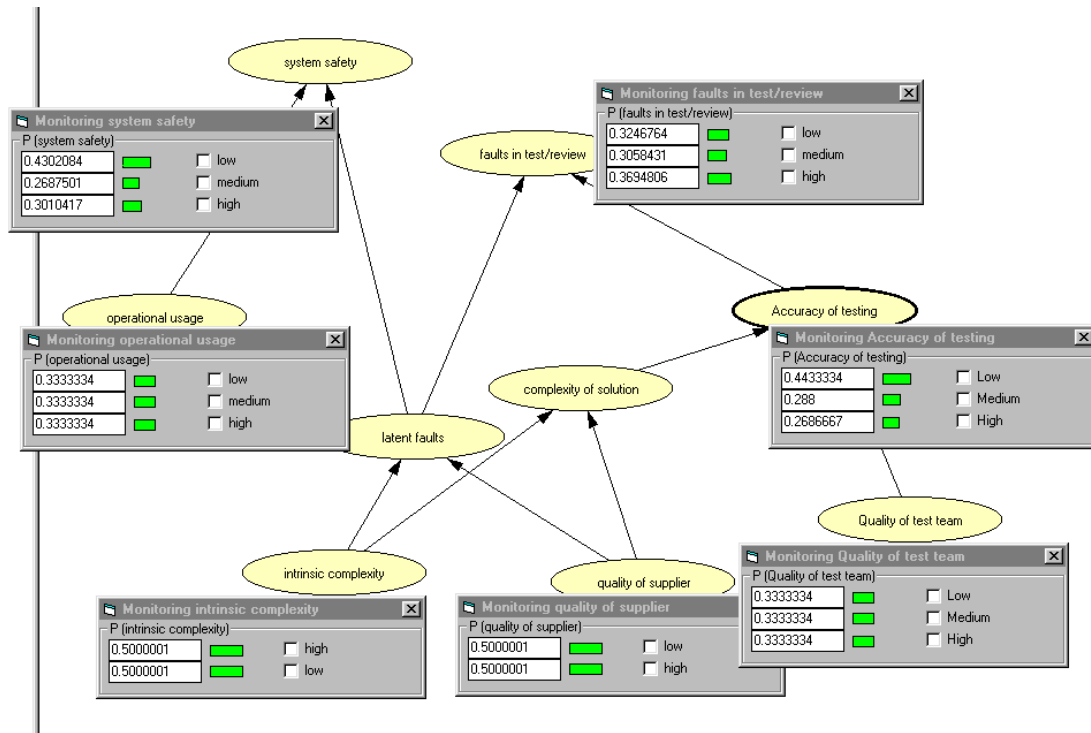 system safety
Monitoring system safety
P (system safety)
0.4302084 low
0.2687501 medium
0.3010417 high
Monitoring faults in test/review
P (faults in test/review)
0.3246764 low
0.3058431 medium
0.3694806 high
faults in test/review
operational usage
Monitoring operational usage
P (operational usage)
0.3333334 low
0.3333334 medium
0.3333334 high
Accuracy of testing
Monitoring Accuracy of testing
P (Accuracy of testing)
0.4433334 Low
0.288 Medium
0.2686667 High
complexity of solution
latent faults
Quality of test team
Monitoring Quality of test team
P (Quality of test team)
0.3333334 Low
0.3333334 Medium
0.3333334 High
intrinsic complexity
Monitoring intrinsic complexity
P (intrinsic complexity)
0.5000001 high
0.5000001 low
quality of supplier
Monitoring quality of supplier
P (quality of supplier)
0.5000001 low
0.5000001 high